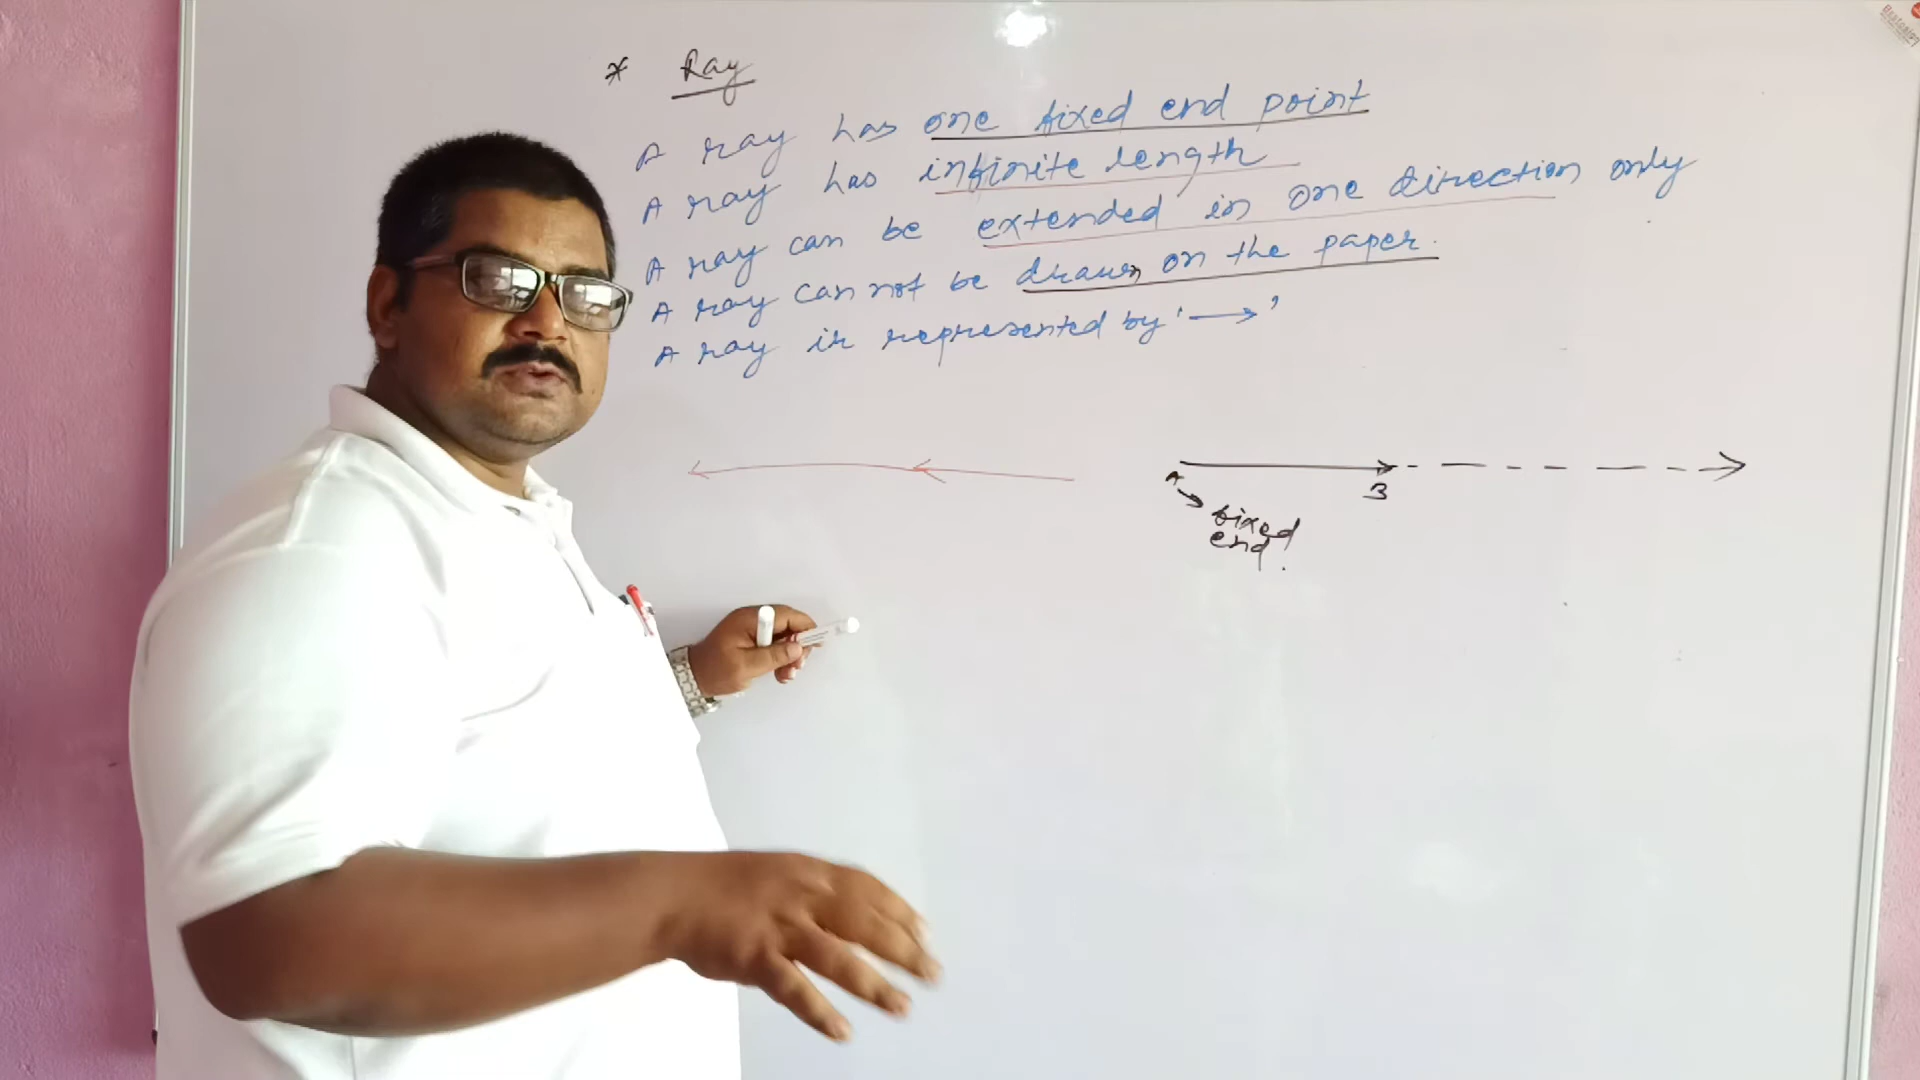 * Ray
A ray has one fixed end point
A ray has infinite length
A ray can be extended in one direction only
A ray can not be drawn on the paper.
A ray is represented by '⟶'
A B
fixed
end.